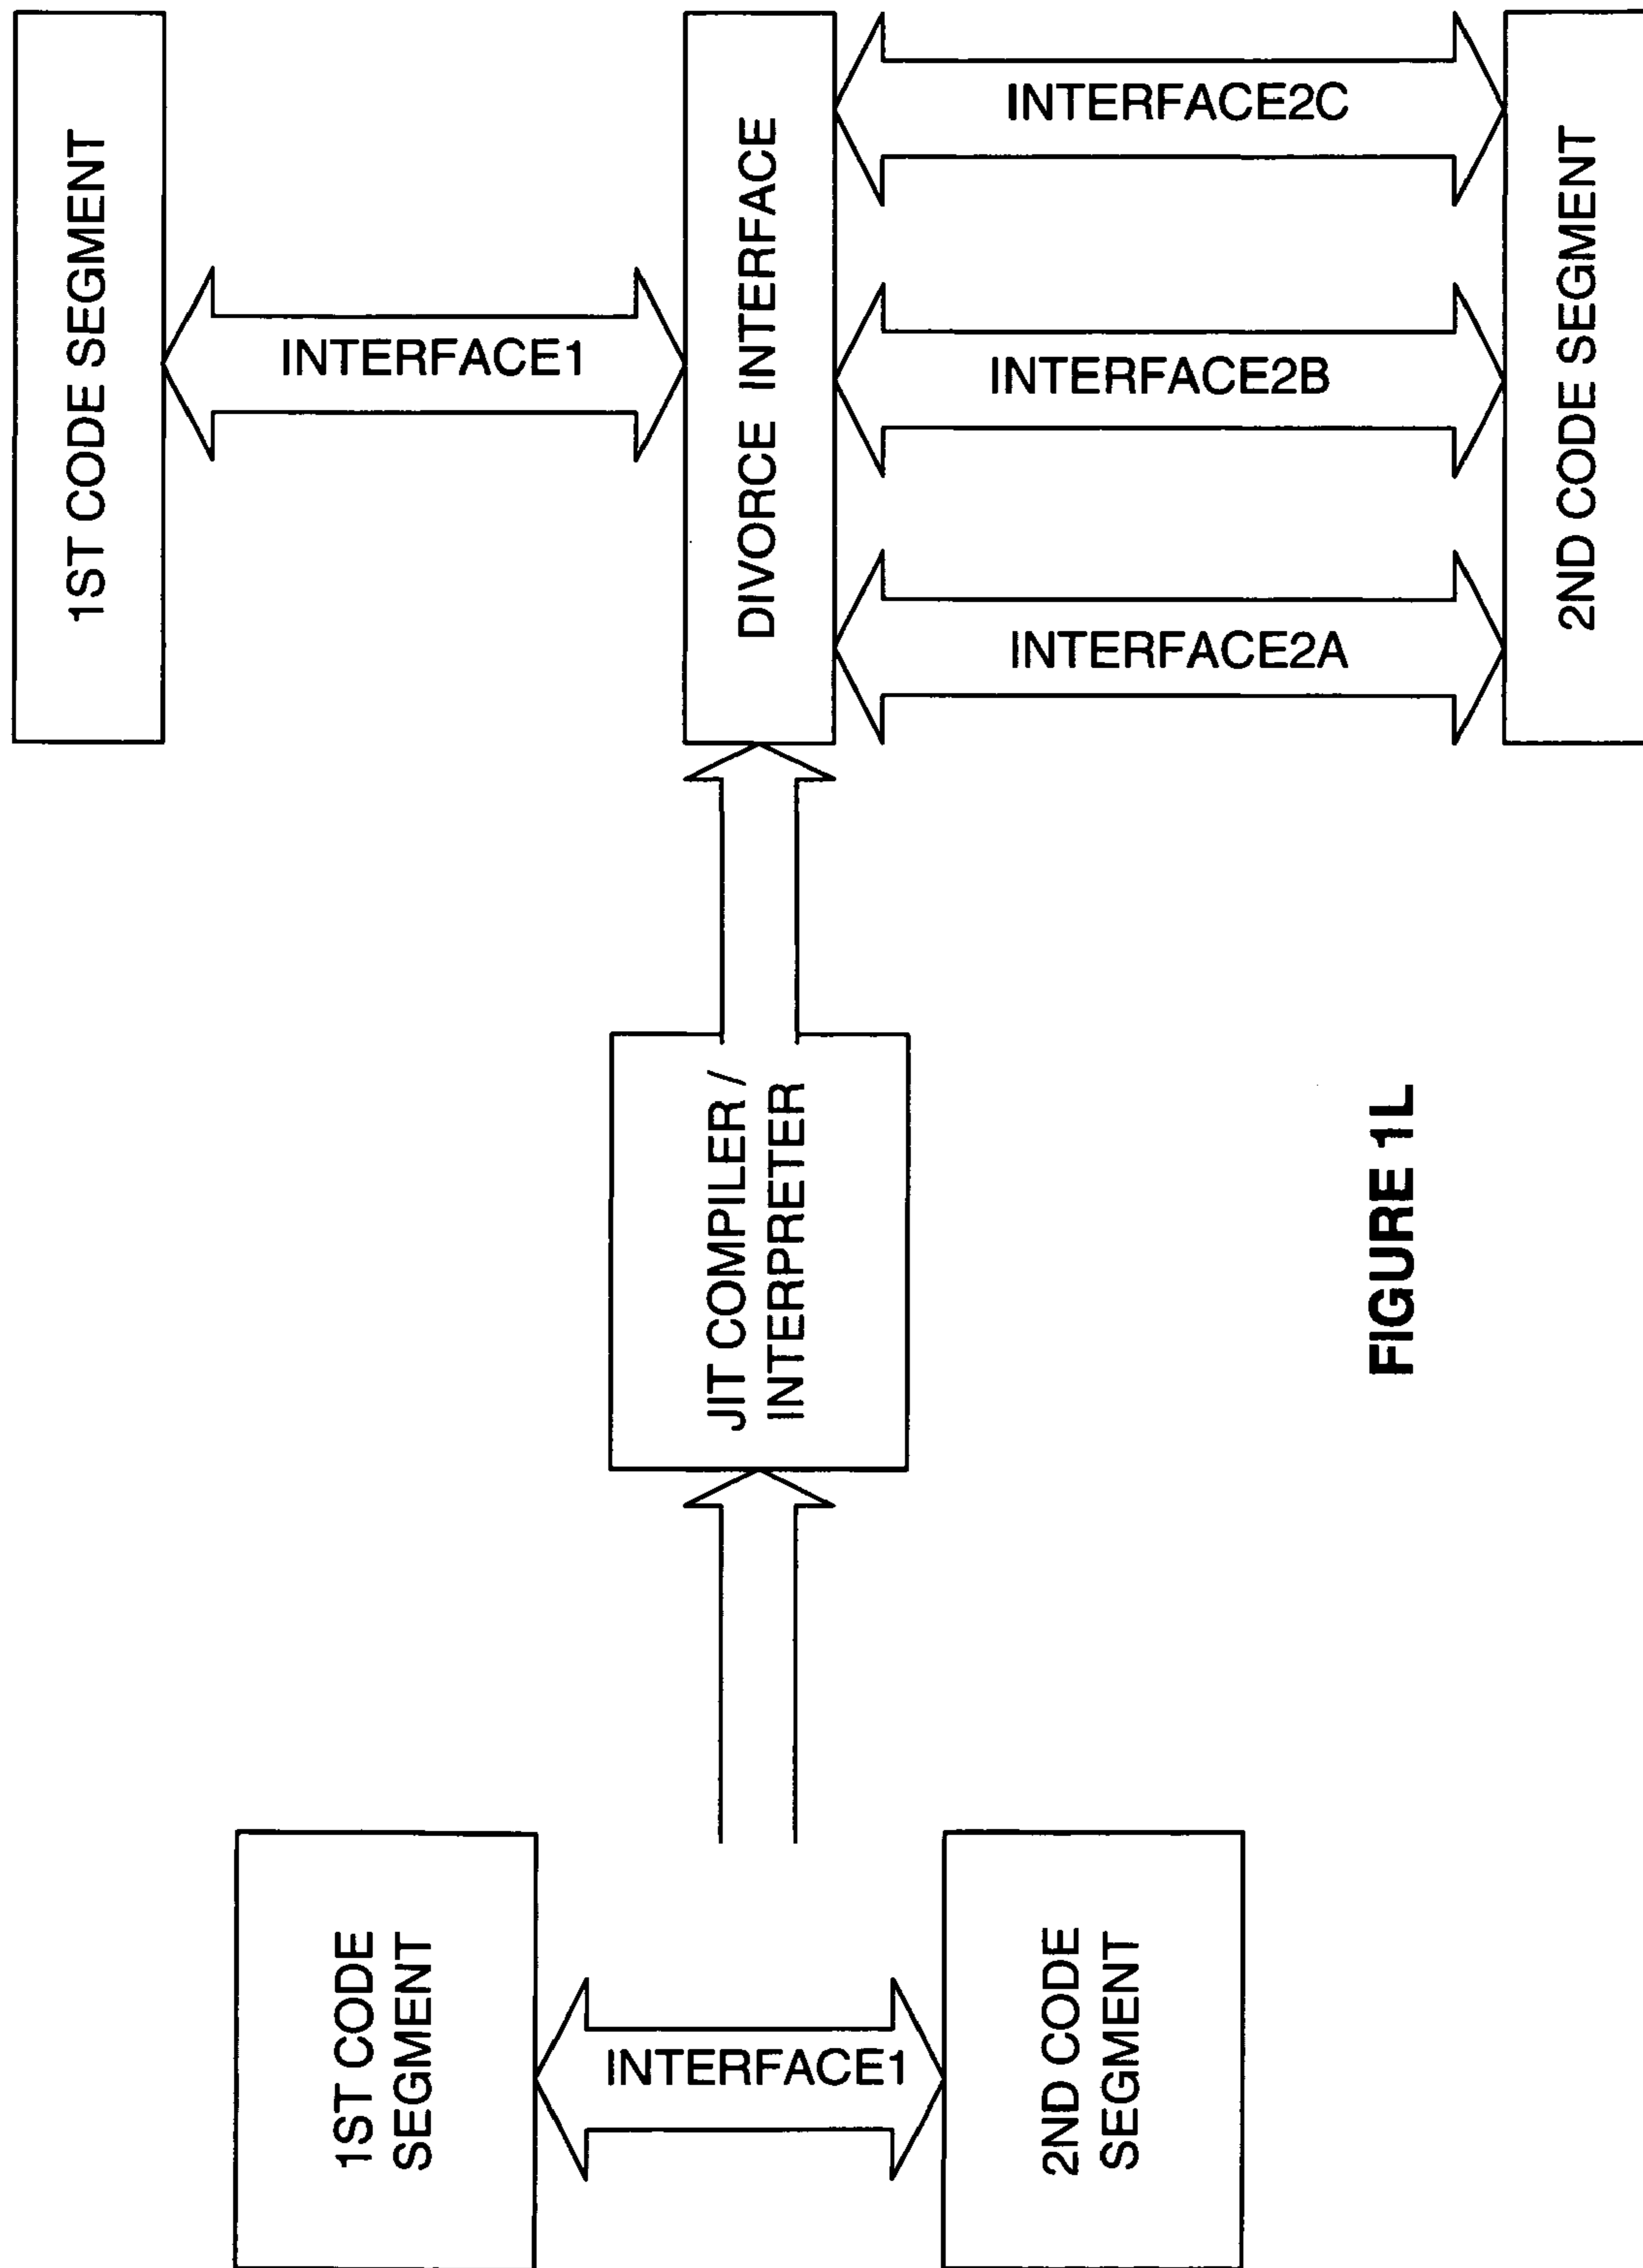 1ST CODE
SEGMENT
INTERFACE1
2ND CODE
SEGMENT
JIT COMPILER /
INTERPRETER
1ST CODE SEGMENT
INTERFACE1
DIVORCE INTERFACE
INTERFACE2A
INTERFACE2B
INTERFACE2C
2ND CODE SEGMENT
FIGURE 1L